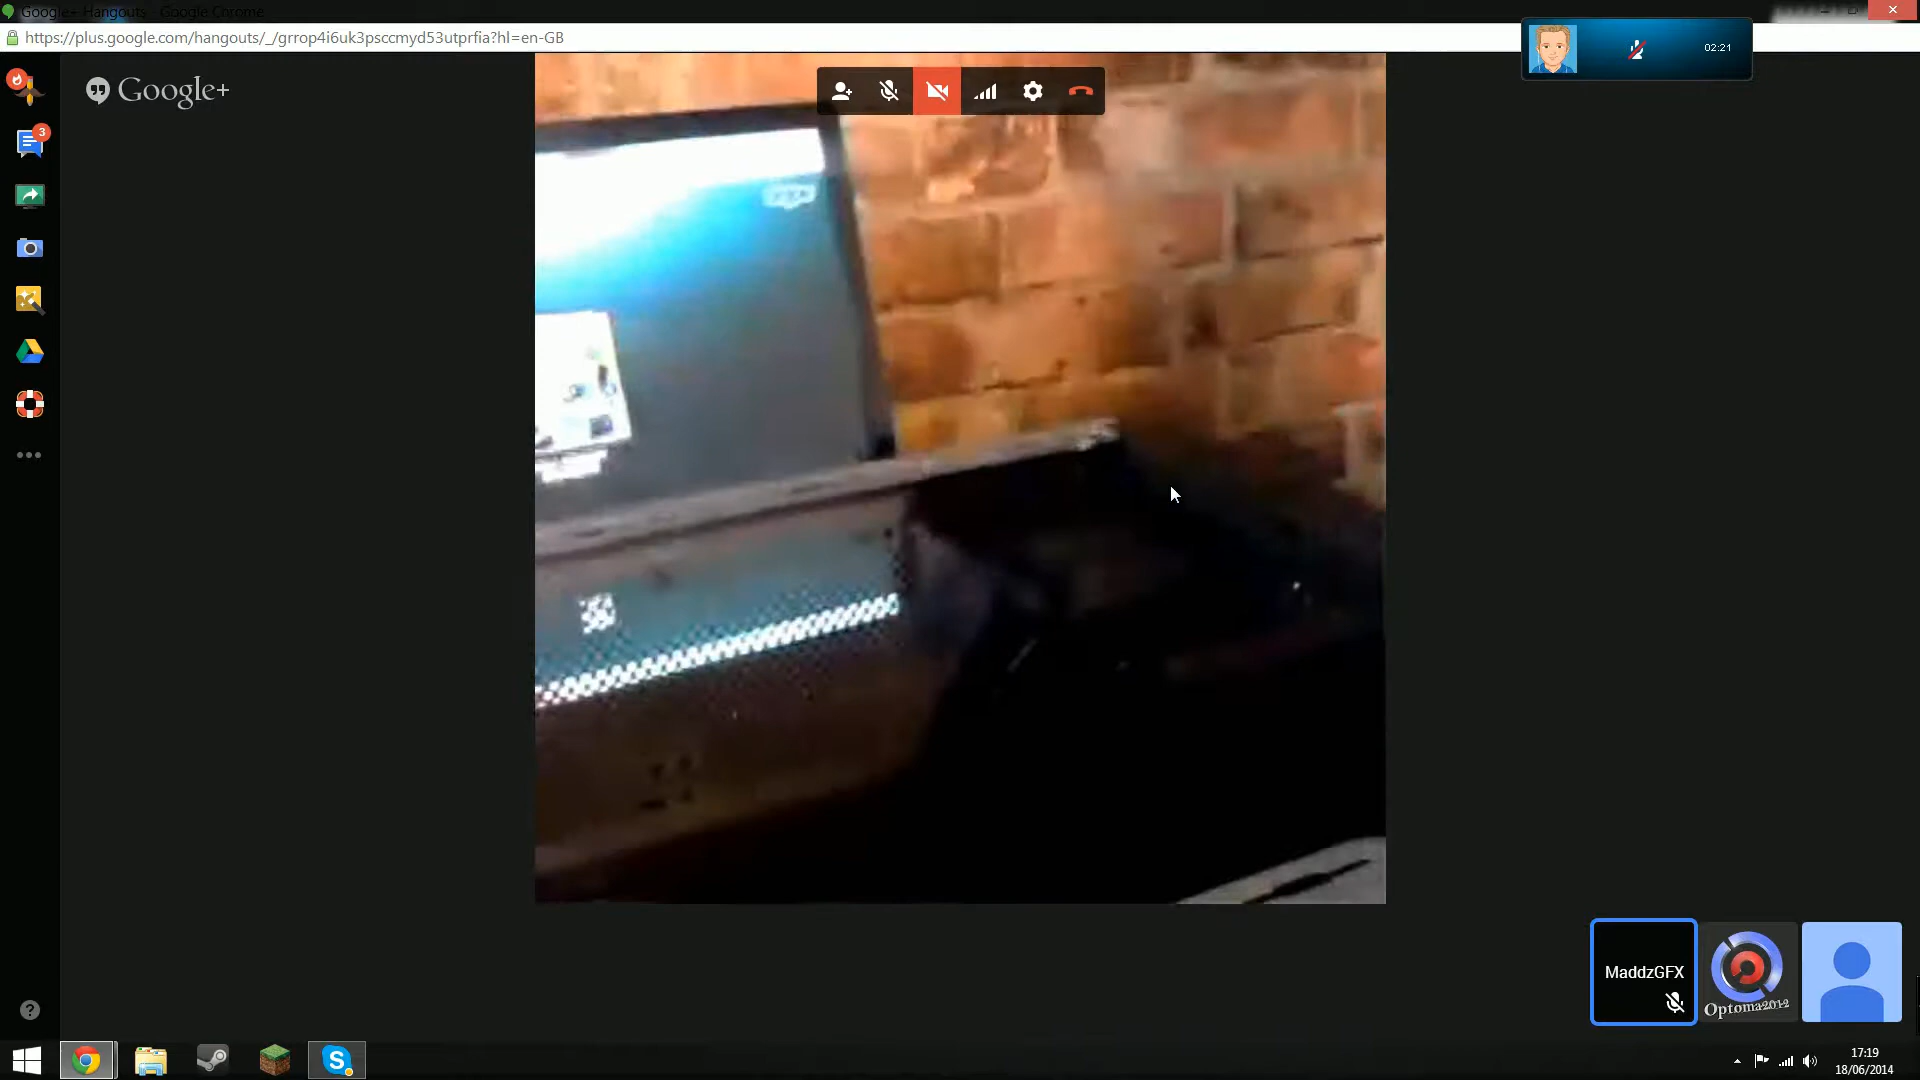 Google+ Hangouts - Google Chrome
https://plus.google.com/hangouts/_/grrop4i6uk3psccmyd53utprfia?hl=en-GB
02:21
Google+
3
MaddzGFX
Optoma2012
17:19
18/06/2014